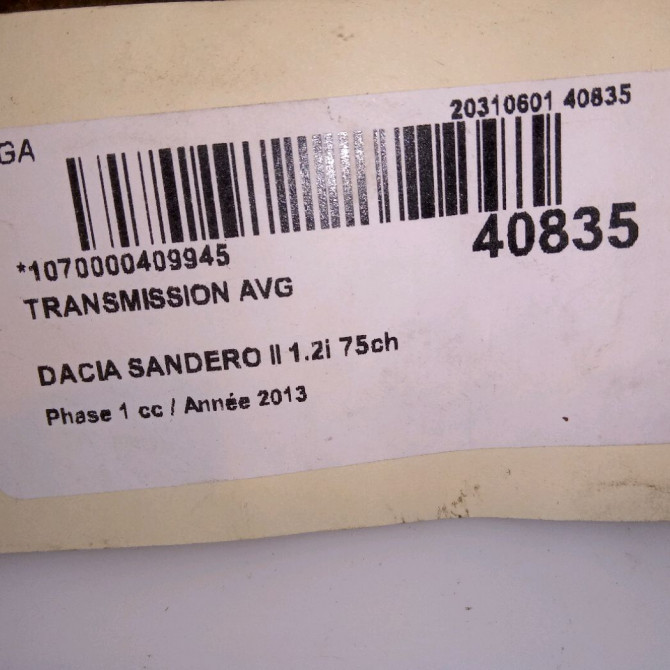 20310601 40835
GA
*1070000409945
40835
TRANSMISSION AVG
DACIA SANDERO II 1.2i 75ch
Phase 1 cc / Année 2013